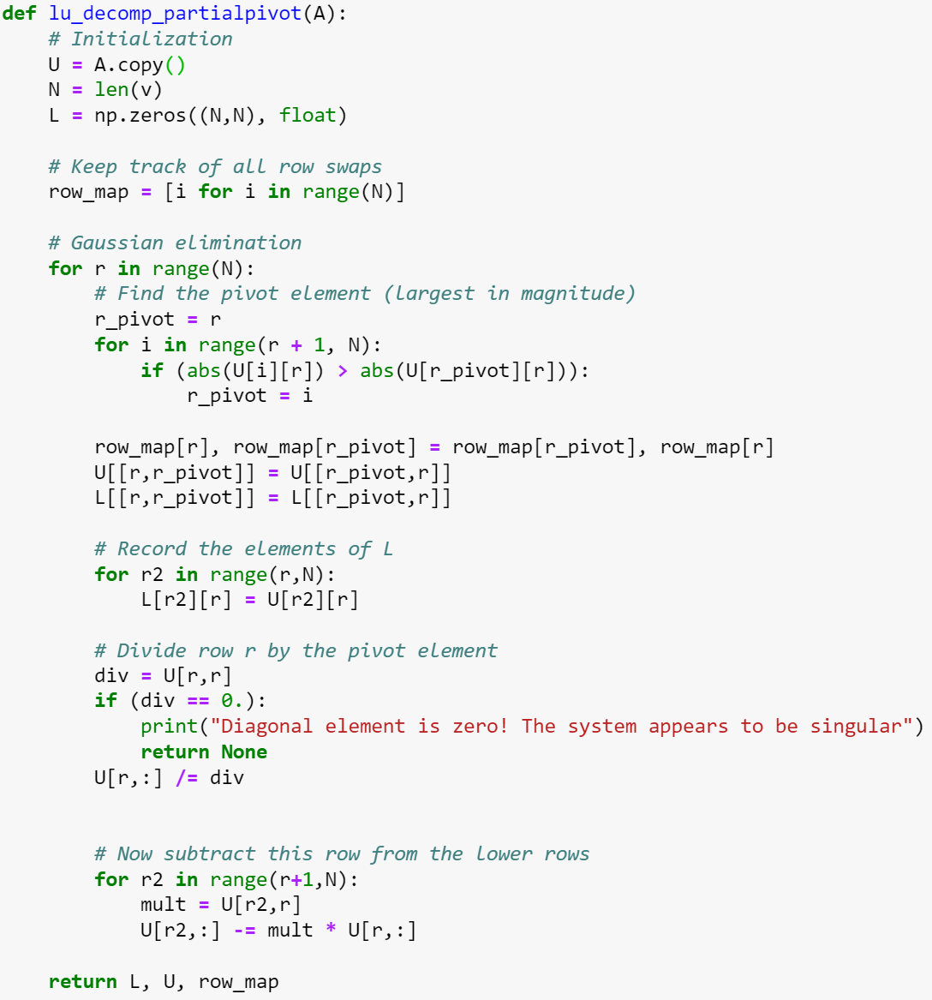 def lu_decomp_partialpivot(A):
    # Initialization
    U = A.copy()
    N = len(v)
    L = np.zeros((N,N), float)

    # Keep track of all row swaps
    row_map = [i for i in range(N)]

    # Gaussian elimination
    for r in range(N):
        # Find the pivot element (largest in magnitude)
        r_pivot = r
        for i in range(r + 1, N):
            if (abs(U[i][r]) > abs(U[r_pivot][r])):
                r_pivot = i

        row_map[r], row_map[r_pivot] = row_map[r_pivot], row_map[r]
        U[[r,r_pivot]] = U[[r_pivot,r]]
        L[[r,r_pivot]] = L[[r_pivot,r]]

        # Record the elements of L
        for r2 in range(r,N):
            L[r2][r] = U[r2][r]

        # Divide row r by the pivot element
        div = U[r,r]
        if (div == 0.):
            print("Diagonal element is zero! The system appears to be singular")
            return None
        U[r,:] /= div


        # Now subtract this row from the lower rows
        for r2 in range(r+1,N):
            mult = U[r2,r]
            U[r2,:] -= mult * U[r,:]

    return L, U, row_map